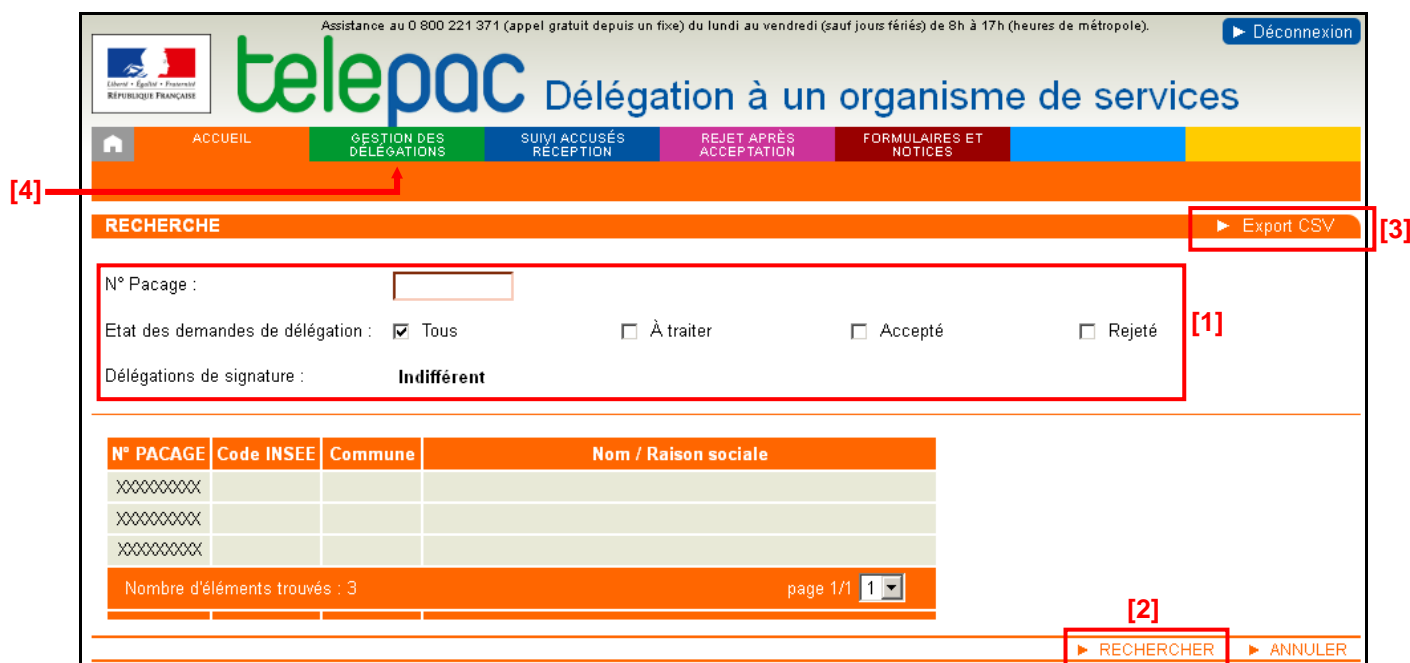 Assistance au 0 800 221 371 (appel gratuit depuis un fixe) du lundi au vendredi (sauf jours fériés) de 8h à 17h (heures de métropole).
► Déconnexion
Liberté • Égalité • Fraternité
RÉPUBLIQUE FRANÇAISE
telepac Délégation à un organisme de services
ACCUEIL
GESTION DES
DÉLÉGATIONS
SUIVI ACCUSÉS
RÉCEPTION
REJET APRÈS
ACCEPTATION
FORMULAIRES ET
NOTICES
[4]
RECHERCHE
► Export CSV
[3]
N° Pacage :
Etat des demandes de délégation : Tous À traiter Accepté Rejeté
[1]
Délégations de signature : Indifférent
N° PACAGE Code INSEE Commune Nom / Raison sociale
XXXXXXXXX
XXXXXXXXX
XXXXXXXXX
Nombre d'éléments trouvés : 3 page 1/1 1
[2]
► RECHERCHER ► ANNULER